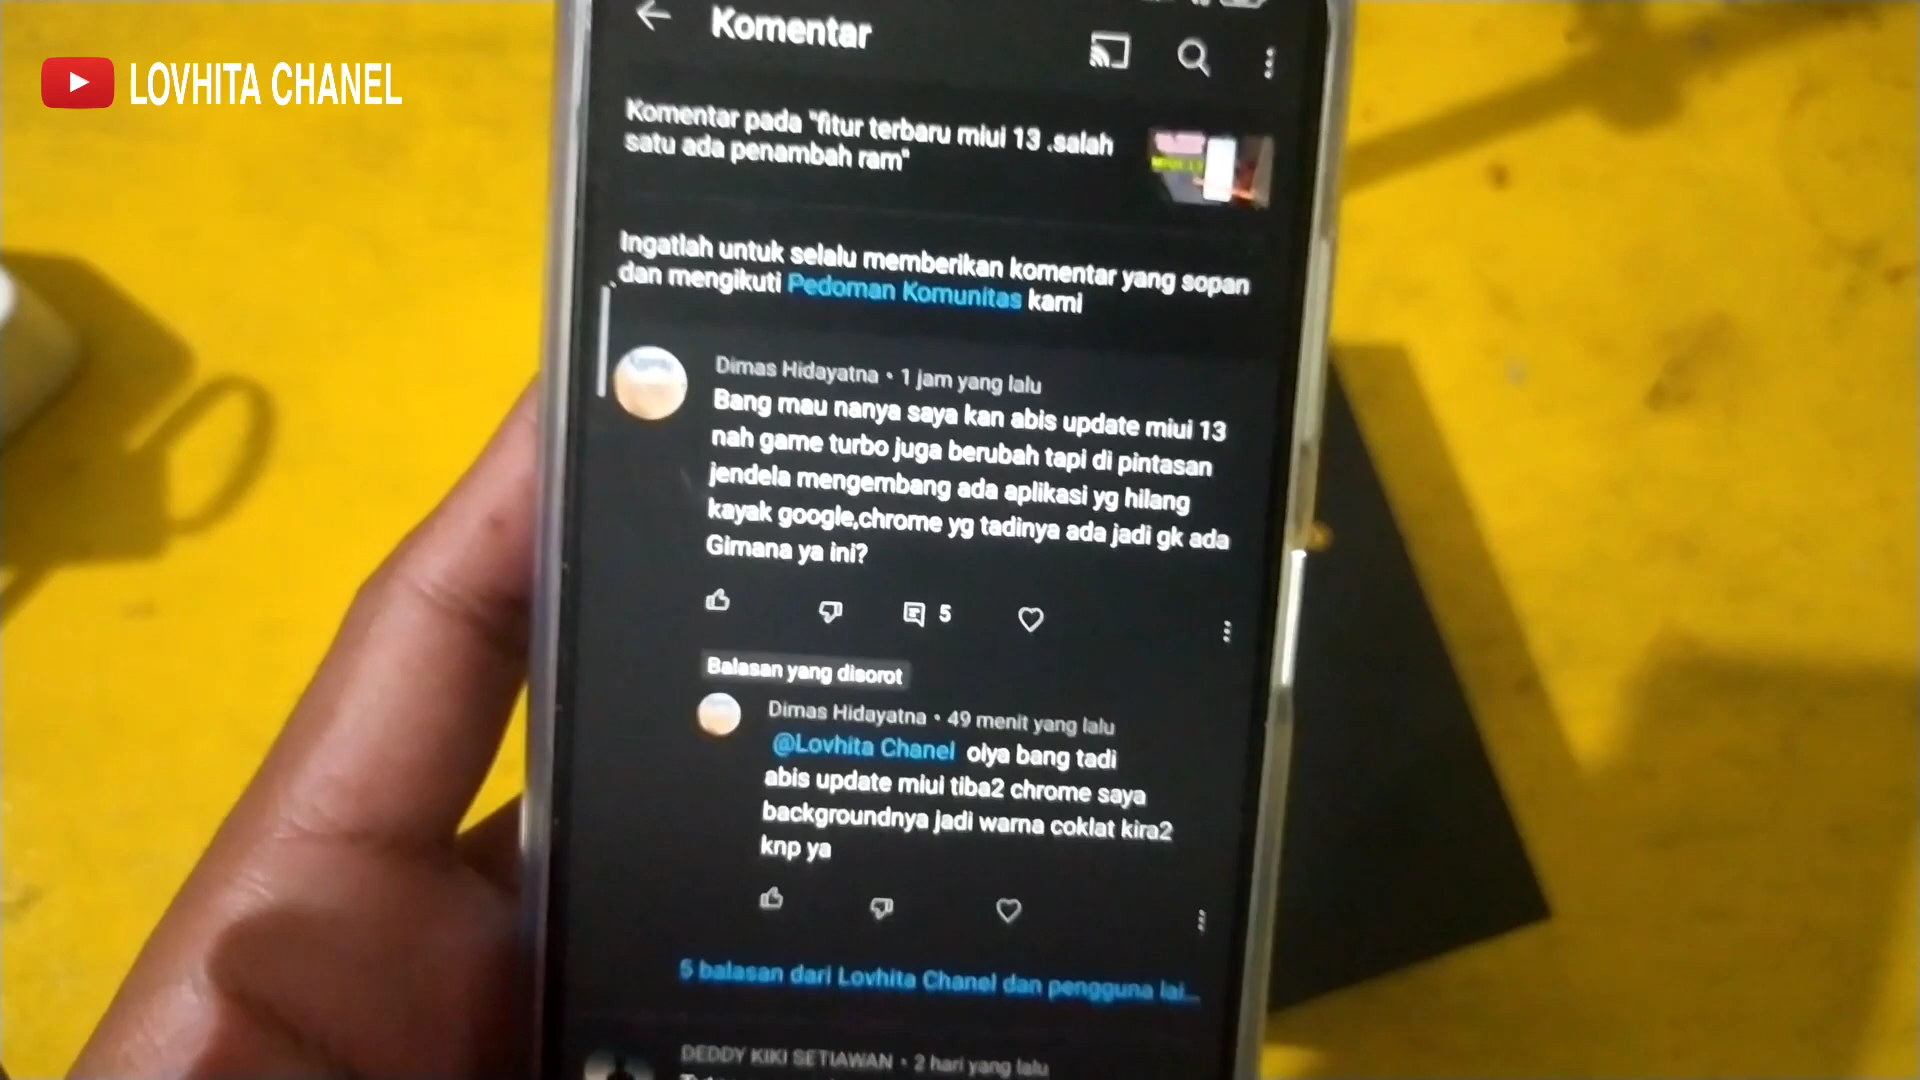 LOVHITA CHANEL
Komentar
Komentar pada "fitur terbaru miui 13 .salah
satu ada penambah ram"
Ingatlah untuk selalu memberikan komentar yang sopan
dan mengikuti Pedoman Komunitas kami
Dimas Hidayatna • 1 jam yang lalu
Bang mau nanya saya kan abis update miui 13
nah game turbo juga berubah tapi di pintasan
jendela mengembang ada aplikasi yg hilang
kayak google,chrome yg tadinya ada jadi gk ada
Gimana ya ini?
5
Balasan yang disorot
Dimas Hidayatna • 49 menit yang lalu
@Lovhita Chanel oiya bang tadi
abis update miui tiba2 chrome saya
backgroundnya jadi warna coklat kira2
knp ya
5 balasan dari Lovhita Chanel dan pengguna lai...
DEDDY KIKI SETIAWAN • 2 hari yang lalu